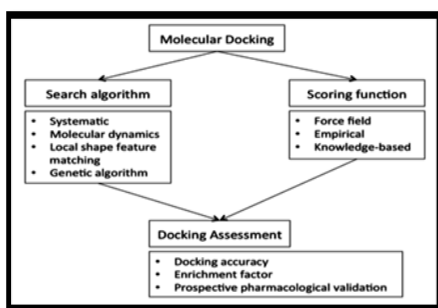 Molecular Docking
Search algorithm
• Systematic
• Molecular dynamics
• Local shape feature
matching
• Genetic algorithm
Scoring function
• Force field
• Empirical
• Knowledge-based
Docking Assessment
• Docking accuracy
• Enrichment factor
• Prospective pharmacological validation